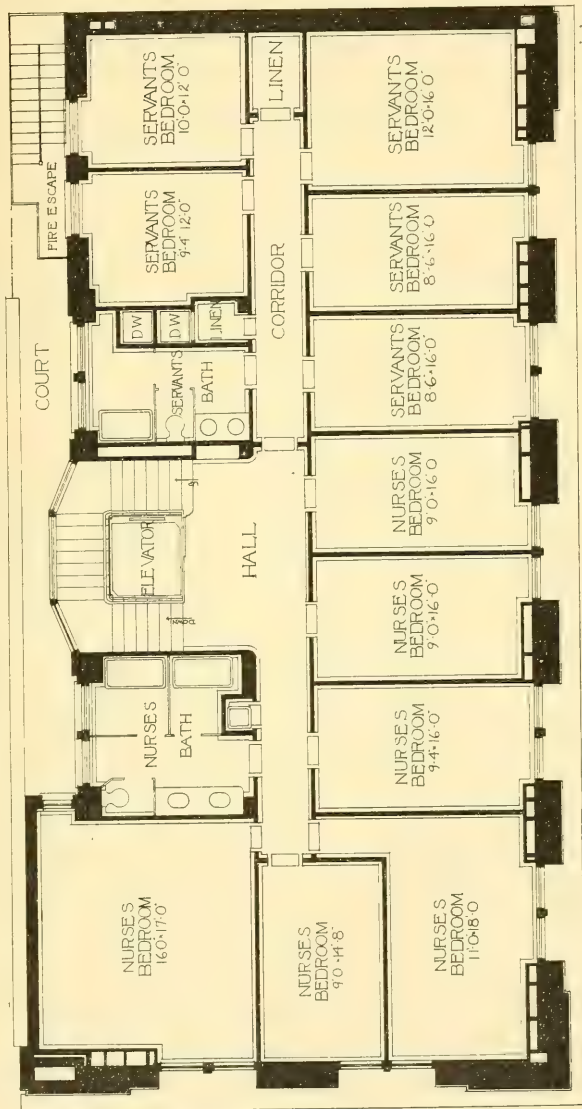 FIRE ESCAPE
COURT
SERVANTS
BEDROOM
10'·0×12'·0"
LINEN
SERVANTS
BEDROOM
12'·0×16'·0"
SERVANTS
BEDROOM
9'·4"·12'·0"
CORRIDOR
SERVANTS
BEDROOM
8'·6×16'·0
DW
DW
LINEN
SERVANTS
BATH
SERVANTS
BEDROOM
8'·6×16'·0"
ELEVATOR
HALL
NURSES
BEDROOM
9'·0×16'·0
DOWN
NURSES
BEDROOM
9'·0×16'·0"
NURSES
BATH
NURSES
BEDROOM
9'·4×16'·0"
NURSES
BEDROOM
16'0×17'·0"
NURSES
BEDROOM
9'0"×14'·8"
NURSES
BEDROOM
11'·0×18'·0